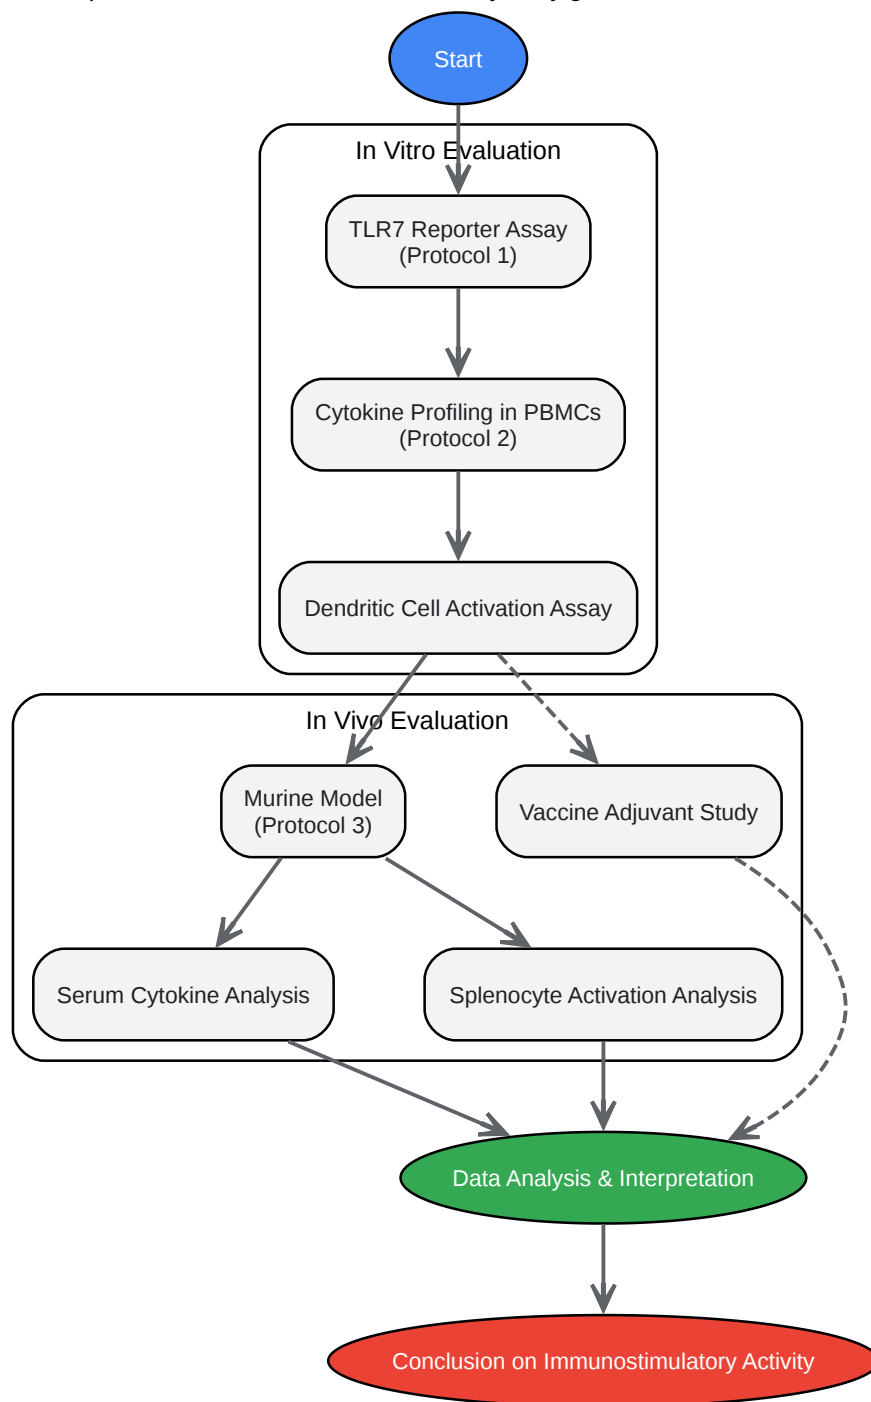 Start
In Vitro Evaluation
TLR7 Reporter Assay
(Protocol 1)
Cytokine Profiling in PBMCs
(Protocol 2)
Dendritic Cell Activation Assay
In Vivo Evaluation
Murine Model
(Protocol 3)
Vaccine Adjuvant Study
Serum Cytokine Analysis
Splenocyte Activation Analysis
Data Analysis & Interpretation
Conclusion on Immunostimulatory Activity